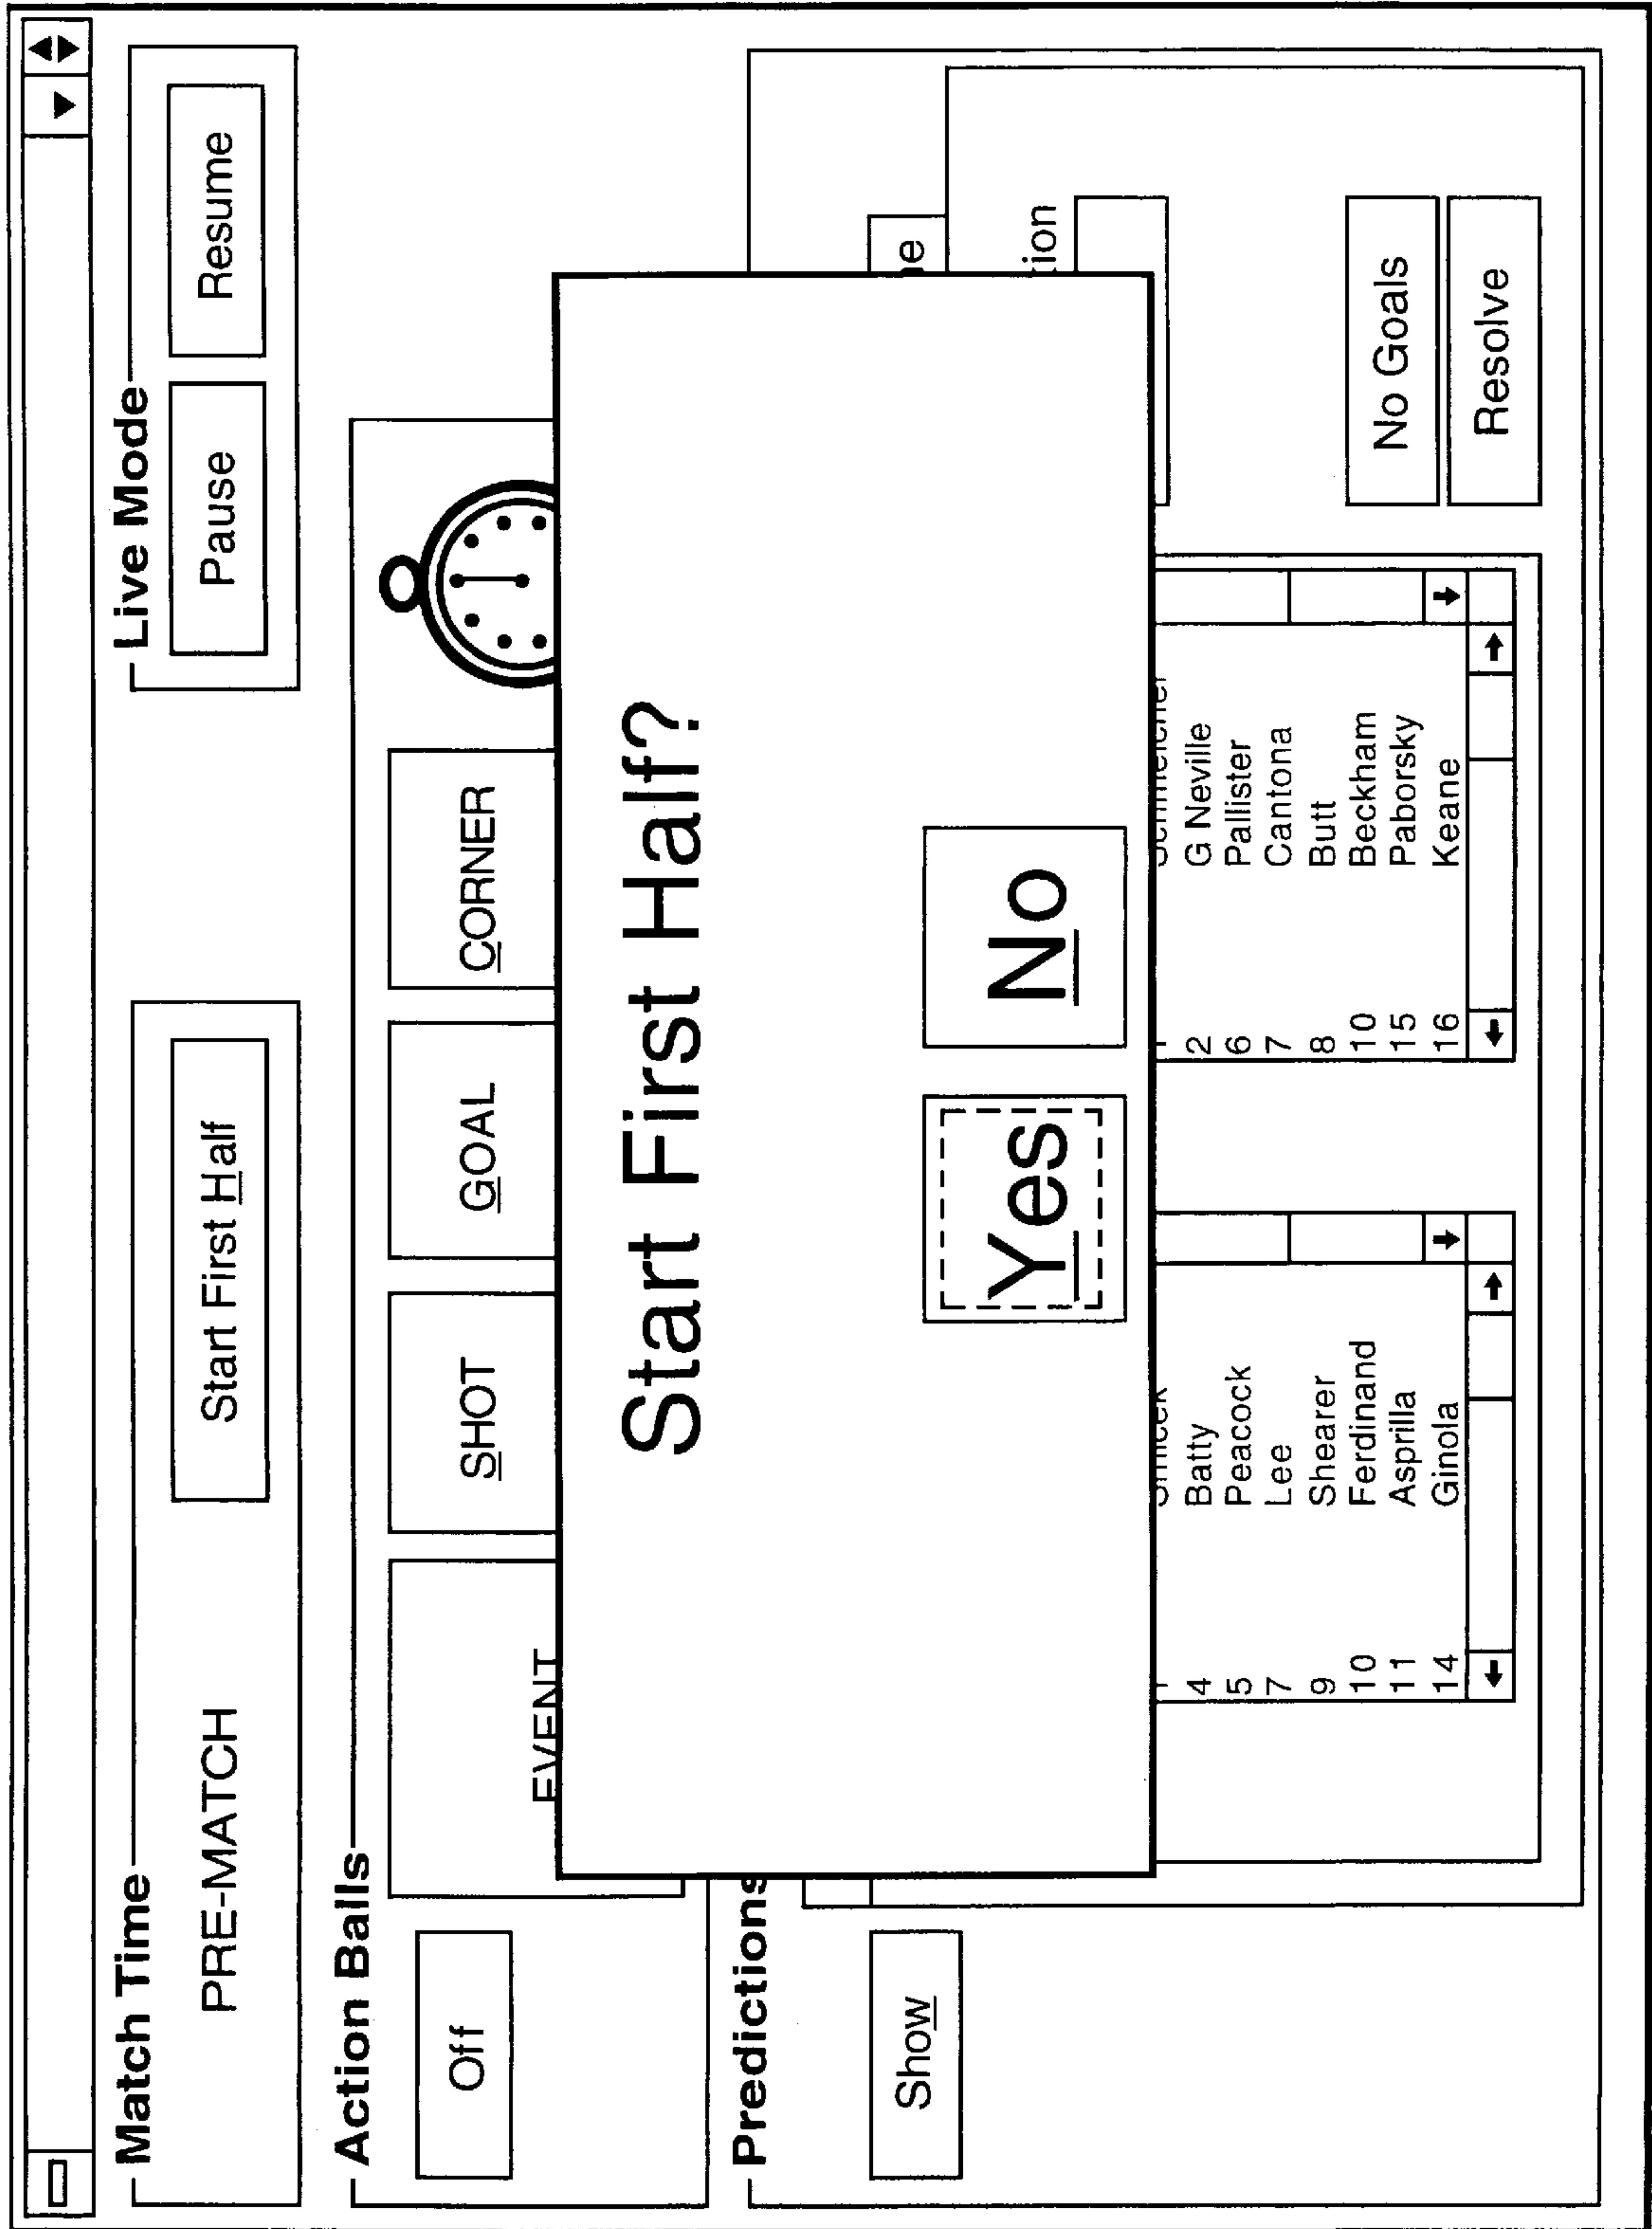 Match Time
Live Mode
PRE-MATCH
Start First Half
Pause
Resume
Action Balls
Off
EVENT
SHOT
GOAL
CORNER
Start First Half?
Yes
No
Predictions
Show
4 Batty
5 Peacock
7 Lee
9 Shearer
10 Ferdinand
11 Asprilla
14 Ginola
2 G Neville
6 Pallister
7 Cantona
8 Butt
10 Beckham
15 Paborsky
16 Keane
No Goals
Resolve